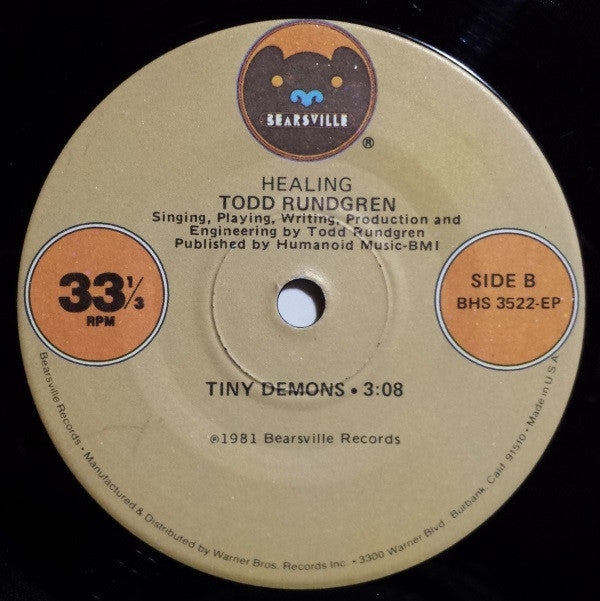 BEARSVILLE
®
HEALING
TODD RUNDGREN
Singing, Playing, Writing, Production and
Engineering by Todd Rundgren
Published by Humanoid Music-BMI
33⅓
RPM
SIDE B
BHS 3522-EP
TINY DEMONS • 3:08
℗1981 Bearsville Records
Bearsville Records • Manufactured & Distributed by Warner Bros. Records Inc • 3300 Warner Blvd. Burbank, Calif. 91510 • Made in U.S.A.